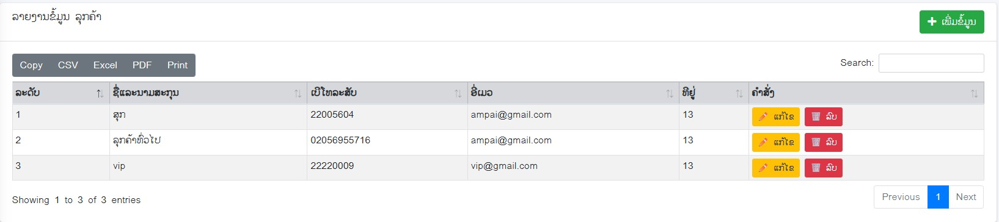 ລາຍງານຂໍ້ມູນ ລູກຄ້າ
ເພີ່ມຂໍ້ມູນ
Copy CSV Excel PDF Print
Search:
ລະດັບ ຊື່ແລະນາມສະກຸນ ເບີໂທລະສັບ ອີ່ເມວ ທີຢູ່ ຄຳສັ່ງ
1 ສຸກ 22005604 ampai@gmail.com 13 ແກ້ໄຂ ລົບ
2 ລູກຄ້າທົ່ວໄປ 02056955716 ampai@gmail.com 13 ແກ້ໄຂ ລົບ
3 vip 22220009 vip@gmail.com 13 ແກ້ໄຂ ລົບ
Showing 1 to 3 of 3 entries
Previous 1 Next